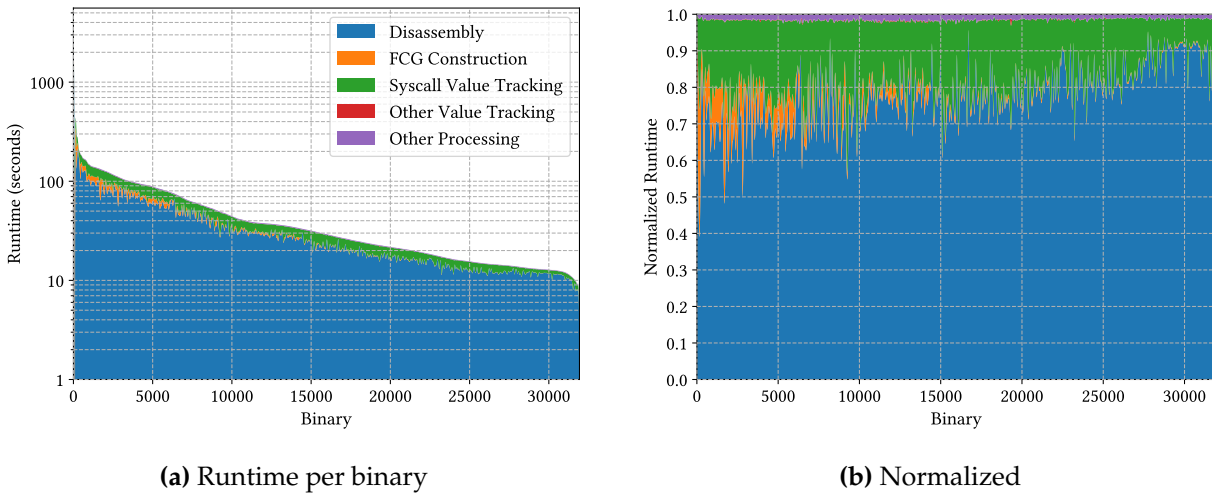 1000
100
10
1
Runtime (seconds)
0
5000
10000
15000
20000
25000
30000
Binary
Disassembly
FCG Construction
Syscall Value Tracking
Other Value Tracking
Other Processing
(a) Runtime per binary
1.0
0.9
0.8
0.7
0.6
0.5
0.4
0.3
0.2
0.1
0.0
Normalized Runtime
0
5000
10000
15000
20000
25000
30000
Binary
(b) Normalized